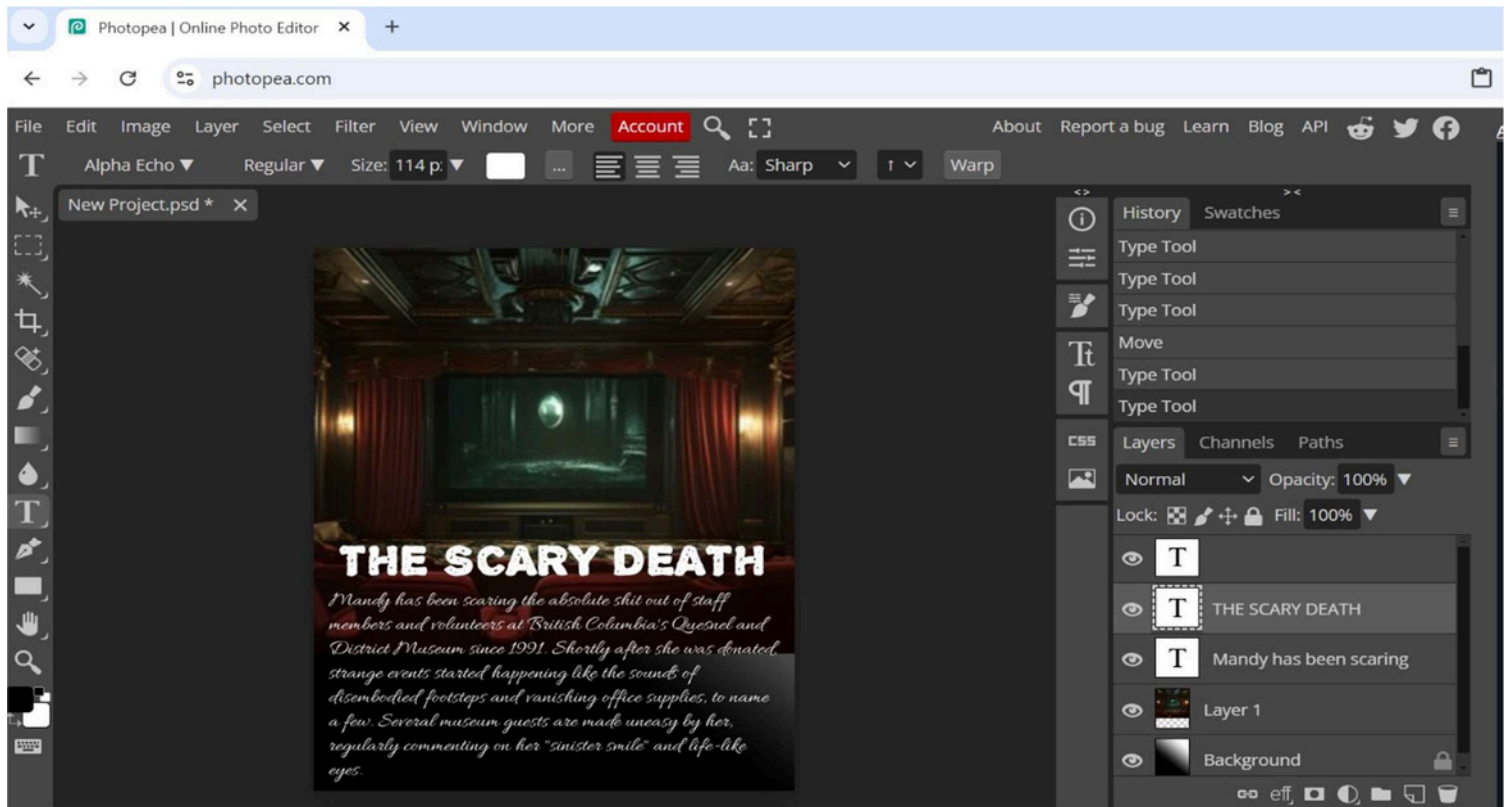 Photopea | Online Photo Editor
photopea.com
File Edit Image Layer Select Filter View Window More Account About Report a bug Learn Blog API
T Alpha Echo Regular Size: 114 p: ... Aa: Sharp Warp
New Project.psd *
History Swatches
Type Tool
Type Tool
Type Tool
Move
Type Tool
Type Tool
CSS
Layers Channels Paths
Normal Opacity: 100%
Lock: Fill: 100%
T
T THE SCARY DEATH
T Mandy has been scaring
Layer 1
Background
eff
THE SCARY DEATH
Mandy has been scaring the absolute shit out of staff
members and volunteers at British Columbia's Quesnel and
District Museum since 1991. Shortly after she was donated,
strange events started happening like the sounds of
disembodied footsteps and vanishing office supplies, to name
a few. Several museum guests are made uneasy by her,
regularly commenting on her "sinister smile" and life-like
eyes.